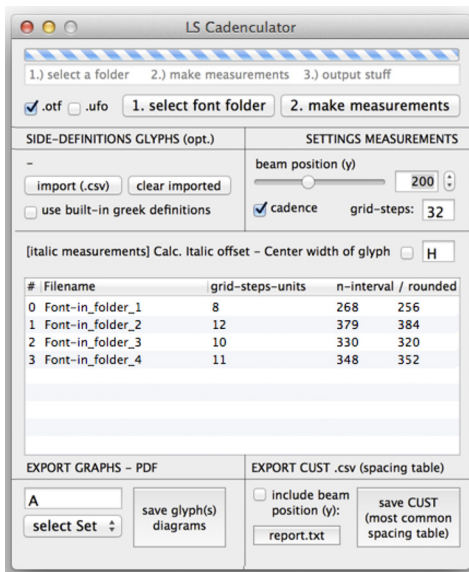 LS Cadenculator
1.) select a folder 2.) make measurements 3.) output stuff
.otf .ufo 1. select font folder 2. make measurements
SIDE-DEFINITIONS GLYPHS (opt.) SETTINGS MEASUREMENTS
– beam position (y)
200
import (.csv) clear imported
use built-in greek definitions cadence grid-steps: 32
[italic measurements] Calc. Italic offset – Center width of glyph H
# Filename grid-steps-units n-interval / rounded
0 Font-in_folder_1 8 268 256
1 Font-in_folder_2 12 379 384
2 Font-in_folder_3 10 330 320
3 Font-in_folder_4 11 348 352
EXPORT GRAPHS – PDF EXPORT CUST .csv (spacing table)
A
select Set
save glyph(s)
diagrams
include beam
position (y):
report.txt
save CUST
(most common
spacing table)